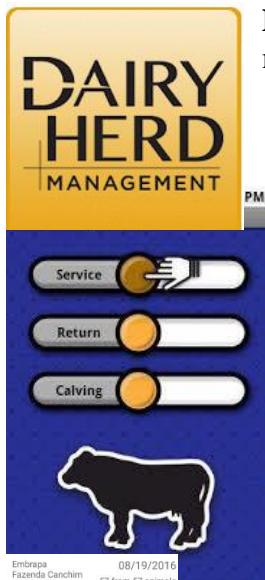 DAIRY
HERD
MANAGEMENT
PM
Service
Return
Calving
Embrapa
Fazenda Canchim
08/19/2016